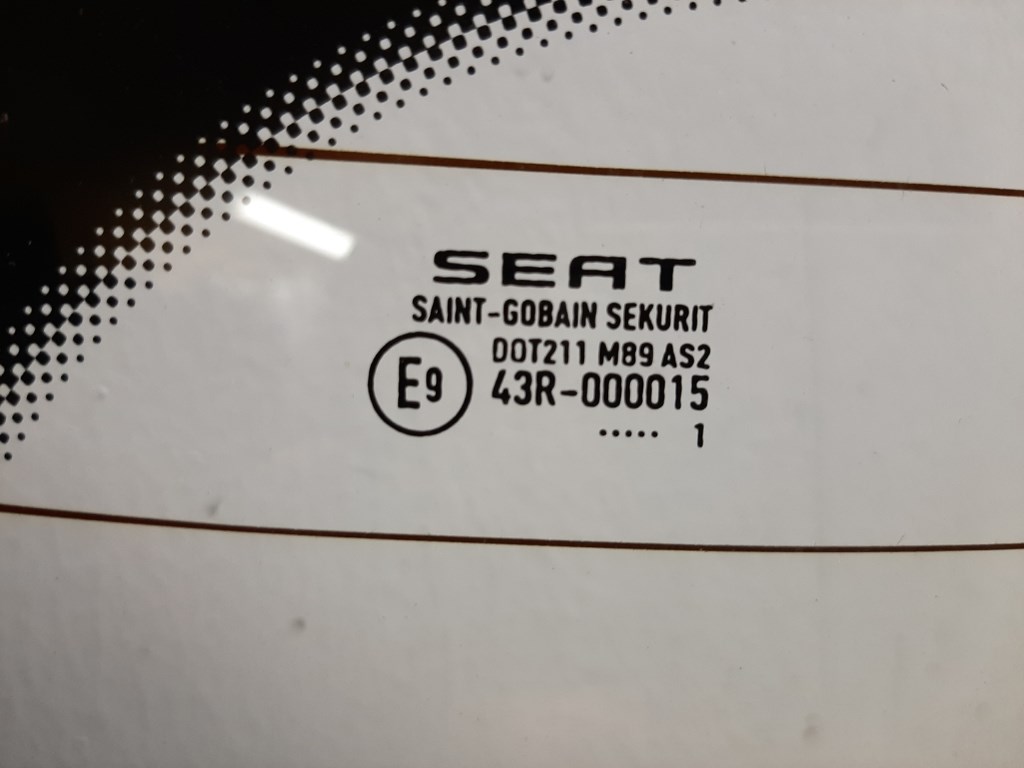 SEAT
SAINT-GOBAIN SEKURIT
DOT211 M89 AS2
E9 43R-000015
..... 1